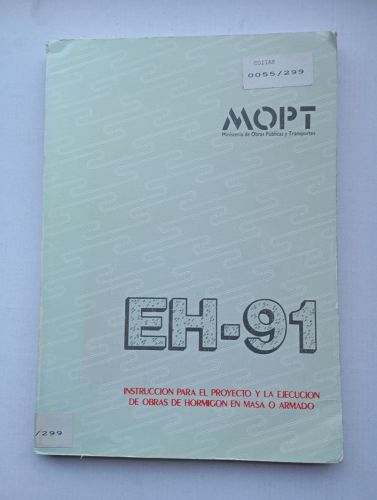 COIIAS
0055/299
MOPT
Ministerio de Obras Públicas y Transportes
EH-91
INSTRUCCION PARA EL PROYECTO Y LA EJECUCION
DE OBRAS DE HORMIGON EN MASA O ARMADO
/299